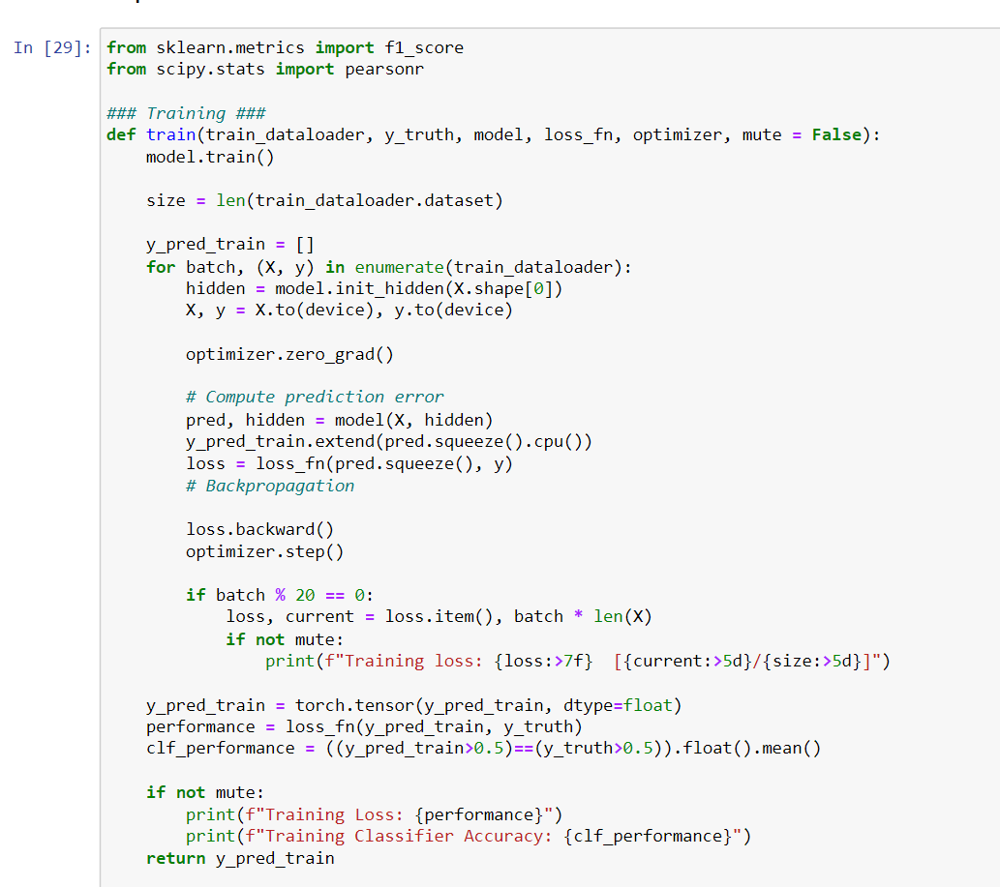 In [29]: from sklearn.metrics import f1_score
from scipy.stats import pearsonr

### Training ###
def train(train_dataloader, y_truth, model, loss_fn, optimizer, mute = False):
    model.train()

    size = len(train_dataloader.dataset)

    y_pred_train = []
    for batch, (X, y) in enumerate(train_dataloader):
        hidden = model.init_hidden(X.shape[0])
        X, y = X.to(device), y.to(device)

        optimizer.zero_grad()

        # Compute prediction error
        pred, hidden = model(X, hidden)
        y_pred_train.extend(pred.squeeze().cpu())
        loss = loss_fn(pred.squeeze(), y)
        # Backpropagation

        loss.backward()
        optimizer.step()

        if batch % 20 == 0:
            loss, current = loss.item(), batch * len(X)
            if not mute:
                print(f"Training loss: {loss:>7f}  [{current:>5d}/{size:>5d}]")

    y_pred_train = torch.tensor(y_pred_train, dtype=float)
    performance = loss_fn(y_pred_train, y_truth)
    clf_performance = ((y_pred_train>0.5)==(y_truth>0.5)).float().mean()

    if not mute:
        print(f"Training Loss: {performance}")
        print(f"Training Classifier Accuracy: {clf_performance}")
    return y_pred_train